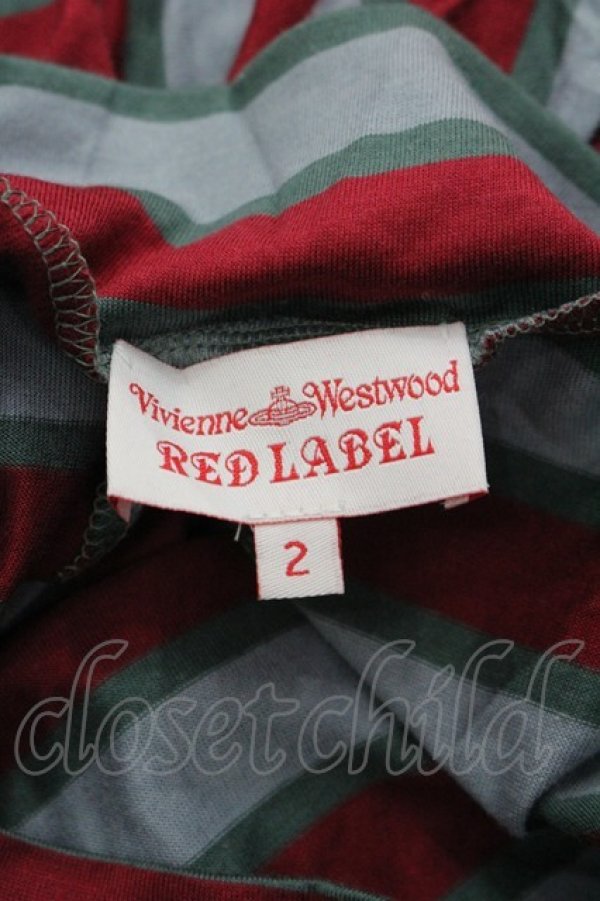 Vivienne Westwood
RED LABEL
2
closetchild